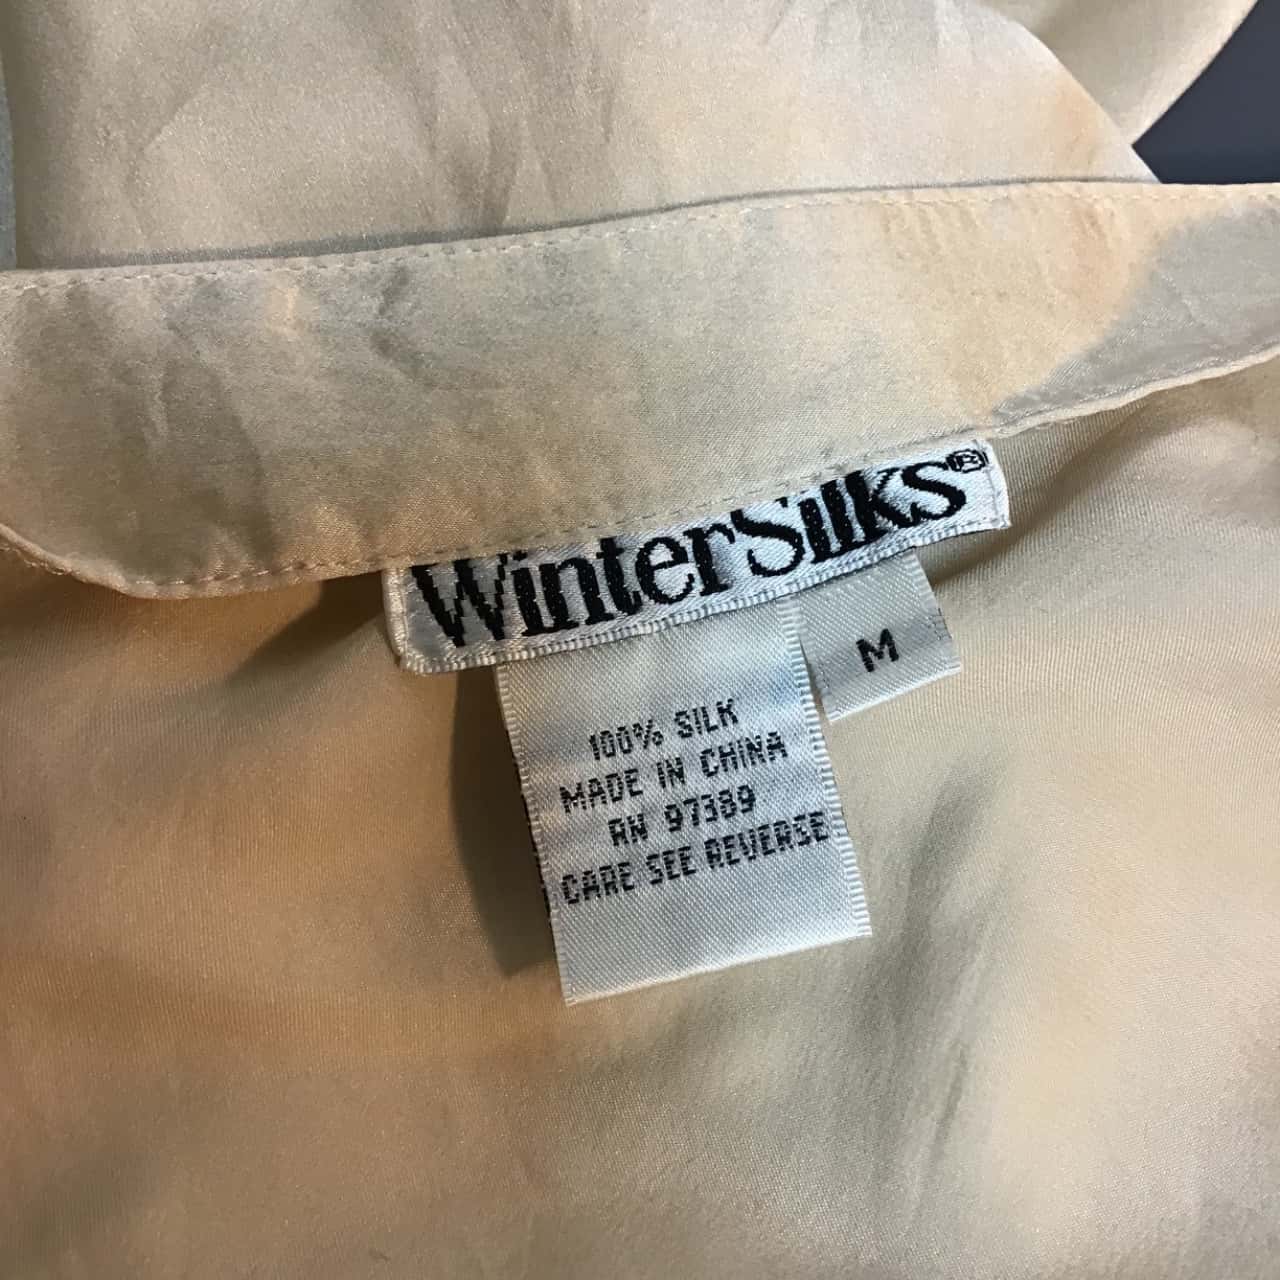 WinterSilks®
M
100% SILK
MADE IN CHINA
RN 97389
CARE SEE REVERSE